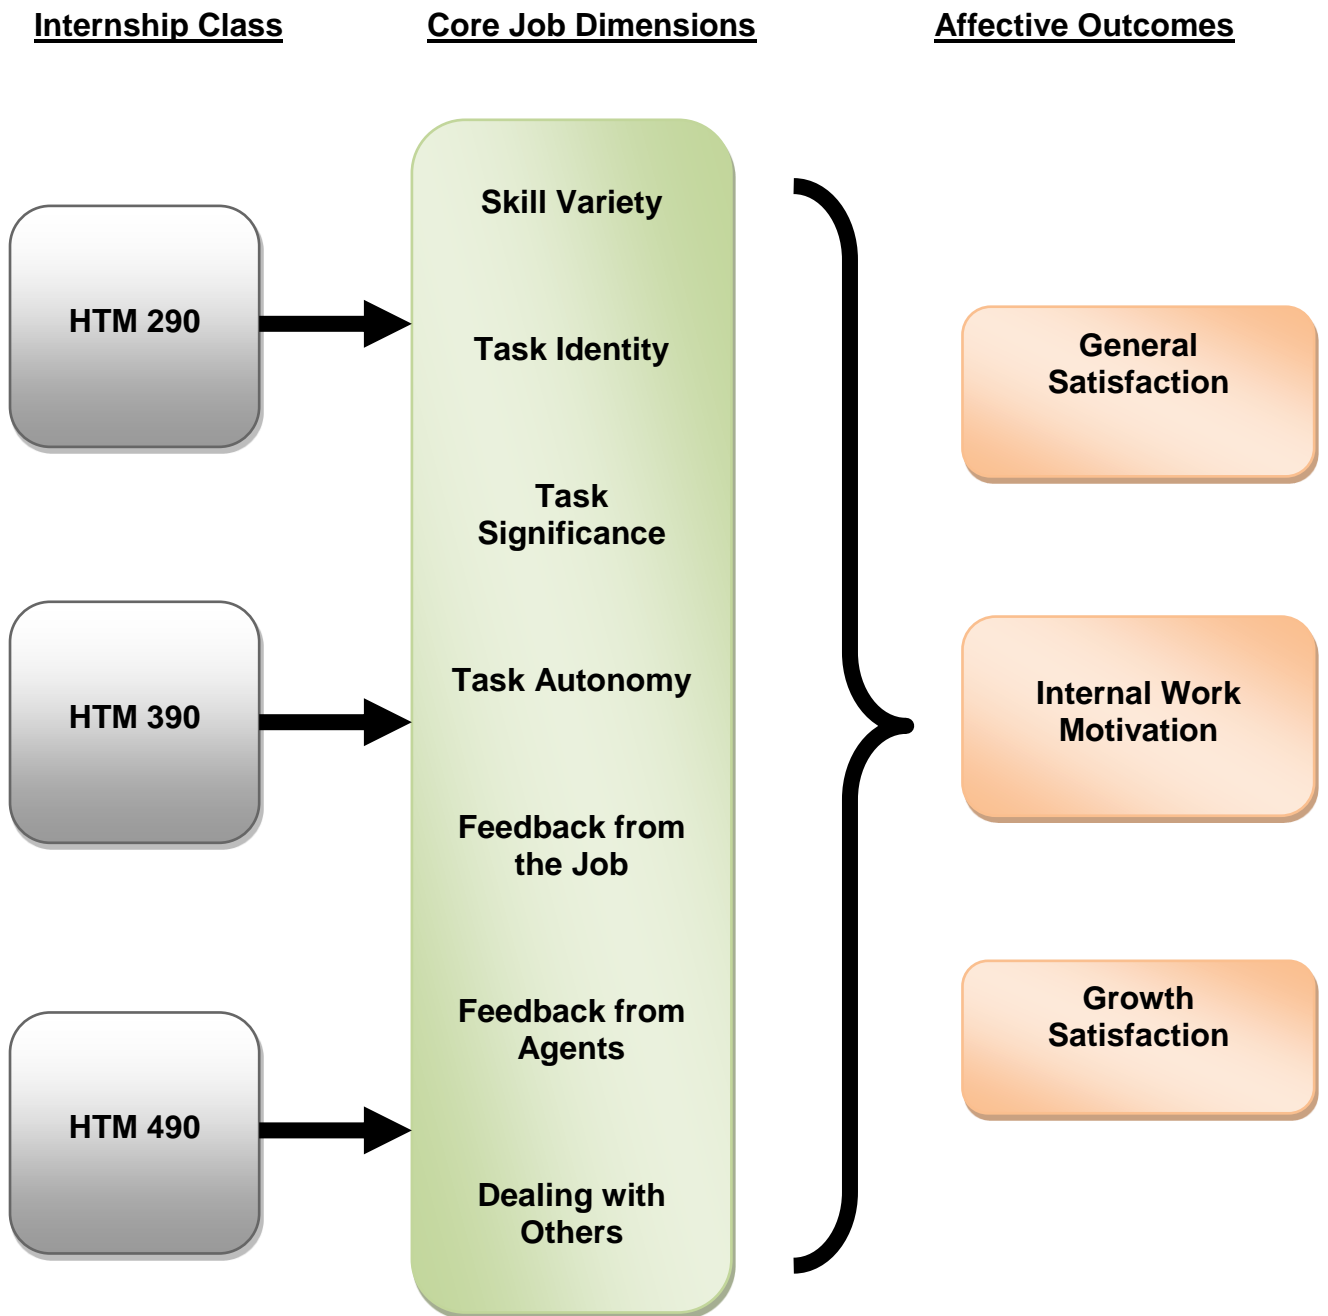 Internship Class
Core Job Dimensions
Affective Outcomes
HTM 290
HTM 390
HTM 490
Skill Variety
Task Identity
Task
Significance
Task Autonomy
Feedback from
the Job
Feedback from
Agents
Dealing with
Others
General
Satisfaction
Internal Work
Motivation
Growth
Satisfaction